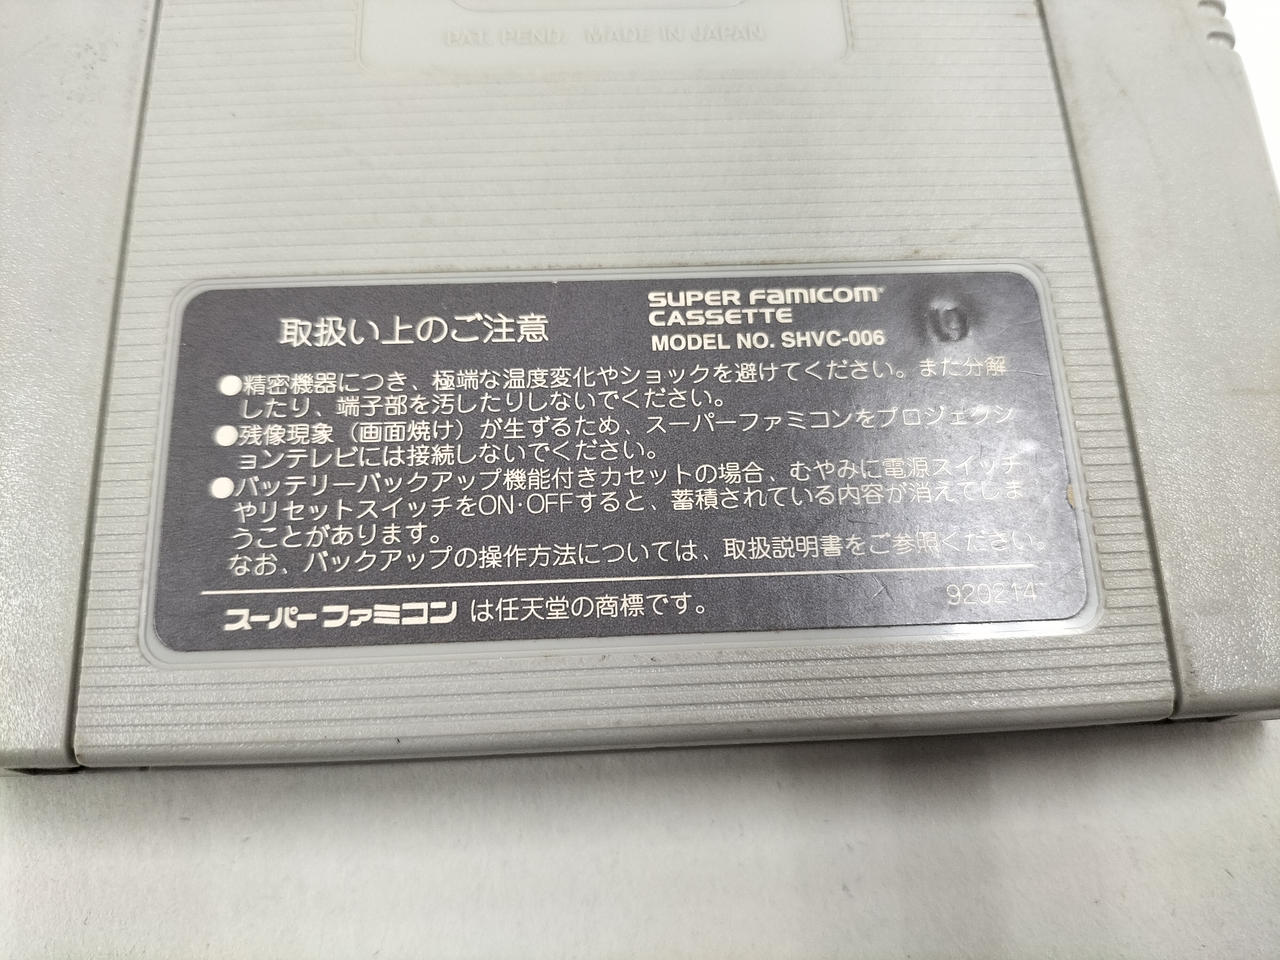 PAT. PEND. MADE IN JAPAN
取扱い上のご注意
SUPER FAMICOM
CASSETTE
MODEL NO. SHVC-006
●精密機器につき、極端な温度変化やショックを避けてください。また分解
したり、端子部を汚したりしないでください。
●残像現象（画面焼け）が生ずるため、スーパーファミコンをプロジェクシ
ョンテレビには接続しないでください。
●バッテリーバックアップ機能付きカセットの場合、むやみに電源スイッチ
やリセットスイッチをON·OFFすると、蓄積されている内容が消えてしま
うことがあります。
なお、バックアップの操作方法については、取扱説明書をご参照ください。
スーパーファミコン は任天堂の商標です。
920214